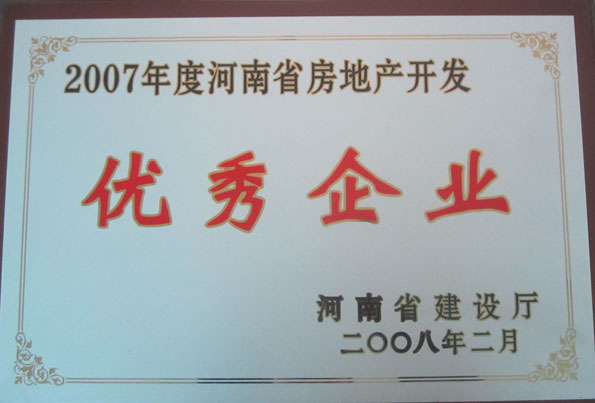 2007年度河南省房地产开发
优秀企业
河南省建设厅
二〇〇八年二月